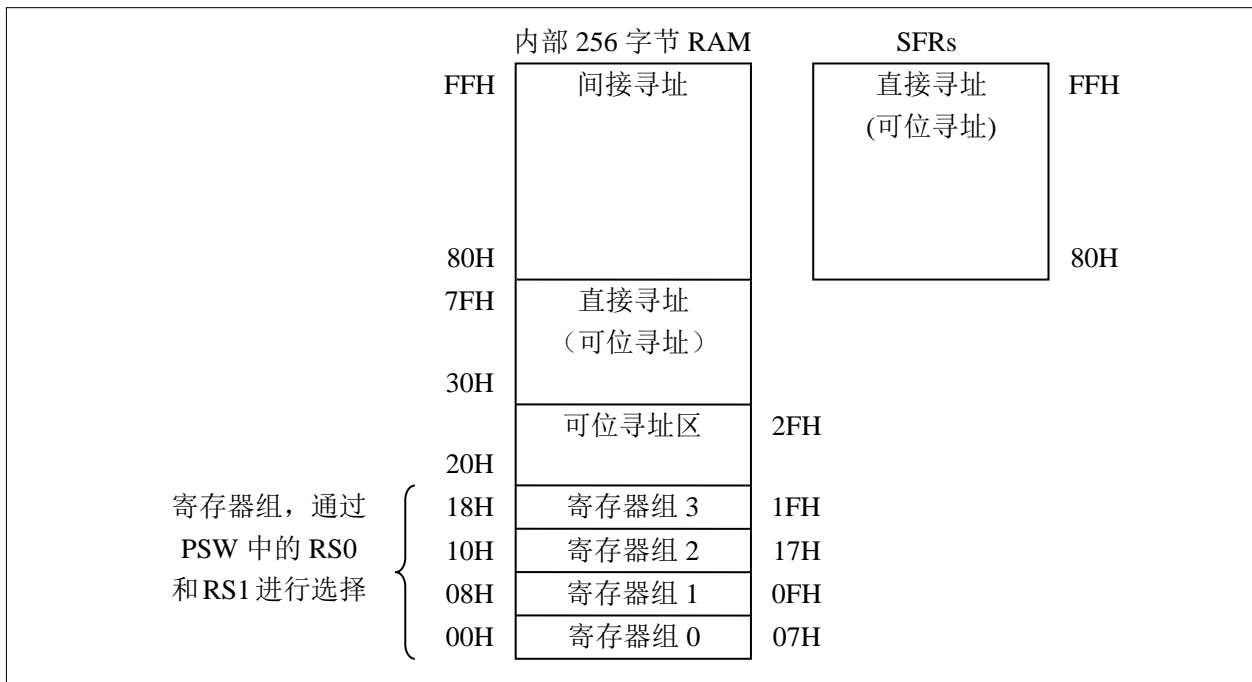 内部 256 字节 RAM
SFRs
FFH
间接寻址
直接寻址
FFH
(可位寻址)
80H
80H
7FH
直接寻址
（可位寻址）
30H
可位寻址区
2FH
20H
寄存器组，通过
PSW 中的 RS0
和 RS1 进行选择
18H
寄存器组 3
1FH
10H
寄存器组 2
17H
08H
寄存器组 1
0FH
00H
寄存器组 0
07H